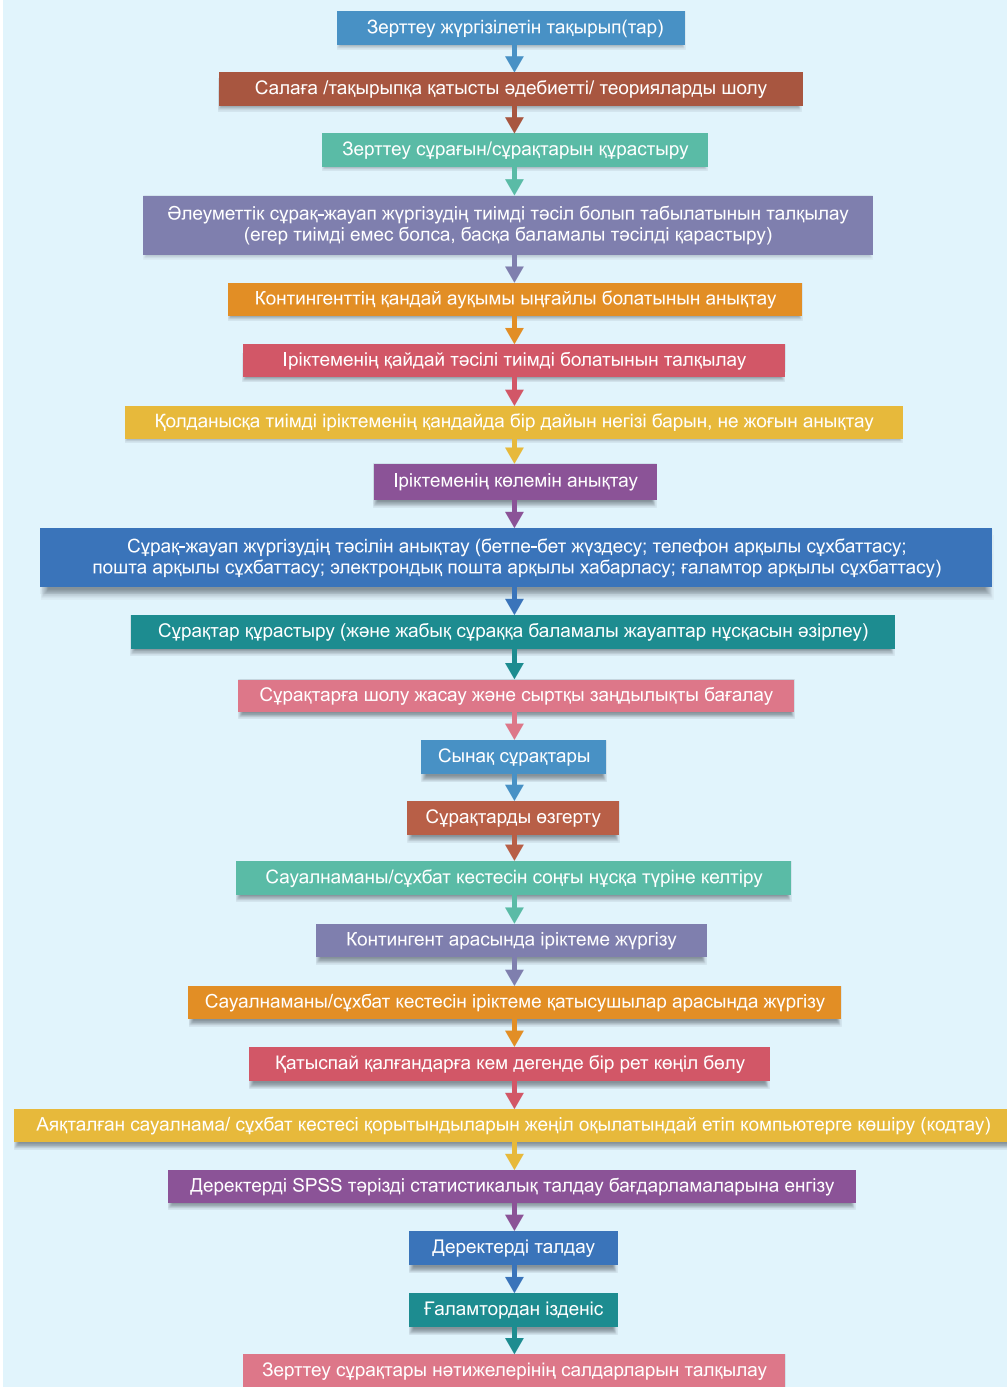 Зерттеу жүргізілетін тақырып(тар)
Салаға /тақырыпқа қатысты әдебиетті/ теорияларды шолу
Зерттеу сұрағын/сұрақтарын құрастыру
Әлеуметтік сұрақ-жауап жүргізудің тиімді тәсіл болып табылатынын талқылау
(егер тиімді емес болса, басқа баламалы тәсілді қарастыру)
Контингенттің қандай ауқымы ыңғайлы болатынын анықтау
Іріктеменің қайдай тәсілі тиімді болатынын талқылау
Қолданысқа тиімді іріктеменің қандайда бір дайын негізі барын, не жоғын анықтау
Іріктеменің көлемін анықтау
Сұрақ-жауап жүргізудің тәсілін анықтау (бетпе-бет жүздесу; телефон арқылы сұхбаттасу;
пошта арқылы сұхбаттасу; электрондық пошта арқылы хабарласу; ғаламтор арқылы сұхбаттасу)
Сұрақтар құрастыру (және жабық сұраққа баламалы жауаптар нұсқасын әзірлеу)
Сұрақтарға шолу жасау және сыртқы заңдылықты бағалау
Сынақ сұрақтары
Сұрақтарды өзгерту
Сауалнаманы/сұхбат кестесін соңғы нұсқа түріне келтіру
Контингент арасында іріктеме жүргізу
Сауалнаманы/сұхбат кестесін іріктеме қатысушылар арасында жүргізу
Қатыспай қалғандарға кем дегенде бір рет көңіл бөлу
Аяқталған сауалнама/ сұхбат кестесі қорытындыларын жеңіл оқылатындай етіп компьютерге көшіру (кодтау)
Деректерді SPSS тәрізді статистикалық талдау бағдарламаларына енгізу
Деректерді талдау
Ғаламтордан ізденіс
Зерттеу сұрақтары нәтижелерінің салдарларын талқылау